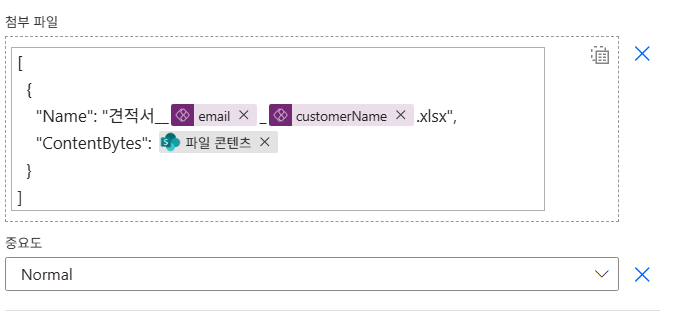 첨부 파일
[
{
"Name": "견적서__ email _ customerName .xlsx",
"ContentBytes": 파일 콘텐츠
}
]
중요도
Normal